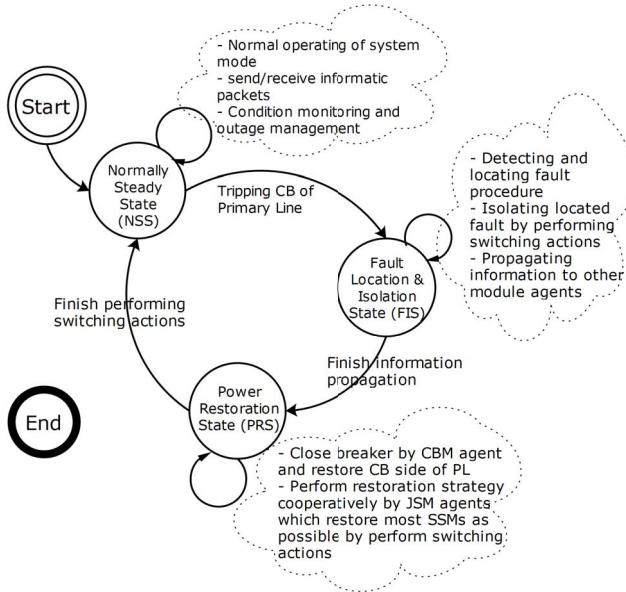 - Normal operating of system
mode
- send/receive informatic
packets
- Condition monitoring and
outage management
Start
Normally
Steady
State
(NSS)
Tripping CB of
Primary Line
- Detecting and
locating fault
procedure
- Isolating located
fault by performing
switching actions
- Propagating
information to other
module agents
Fault
Location &
Isolation
State (FIS)
Finish performing
switching actions
Finish information
propagation
Power
Restoration
State (PRS)
End
- Close breaker by CBM agent
and restore CB side of PL
- Perform restoration strategy
cooperatively by JSM agents
which restore most SSMs as
possible by perform switching
actions